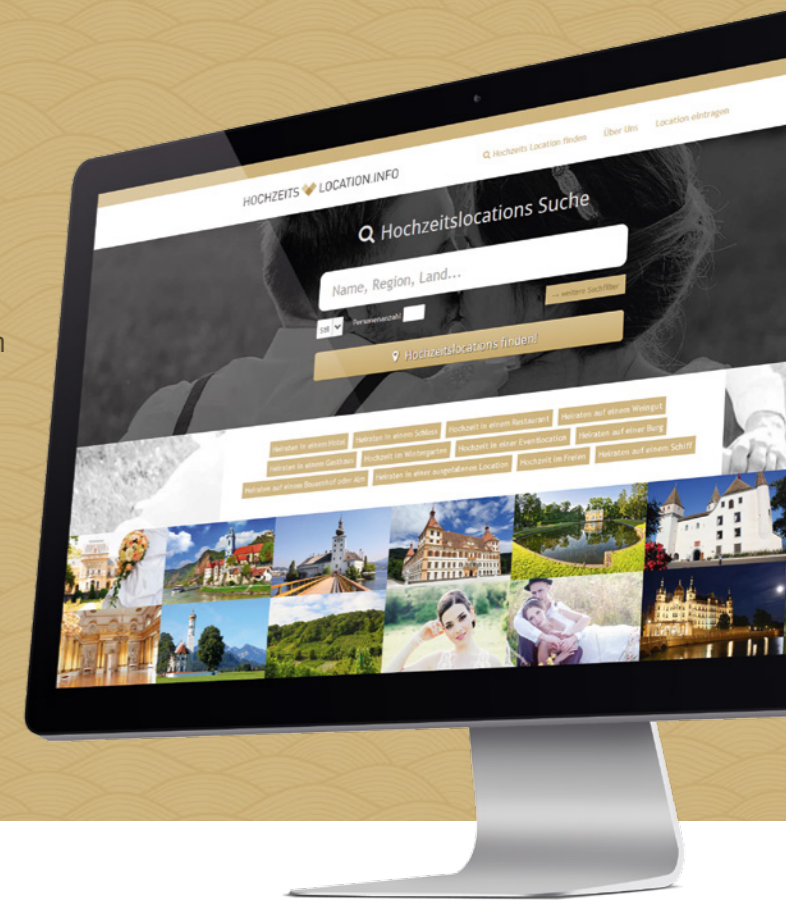 n
HOCHZEITS LOCATION.INFO
Hochzeits Location finden Über Uns Location eintragen
Hochzeitslocations Suche
Name, Region, Land...
Personenanzahl
weitere Suchfilter
Hochzeitslocations finden!
Heiraten in einem Hotel Heiraten in einem Schloss Hochzeit in einem Restaurant Heiraten auf einem Weingut
Heiraten in einem Gasthaus Hochzeit im Wintergarten Hochzeit in einer Eventlocation Heiraten auf einer Burg
Heiraten auf einem Bauernhof oder Alm Heiraten in einer ausgefallenen Location Hochzeit im Freien Heiraten auf einem Schiff